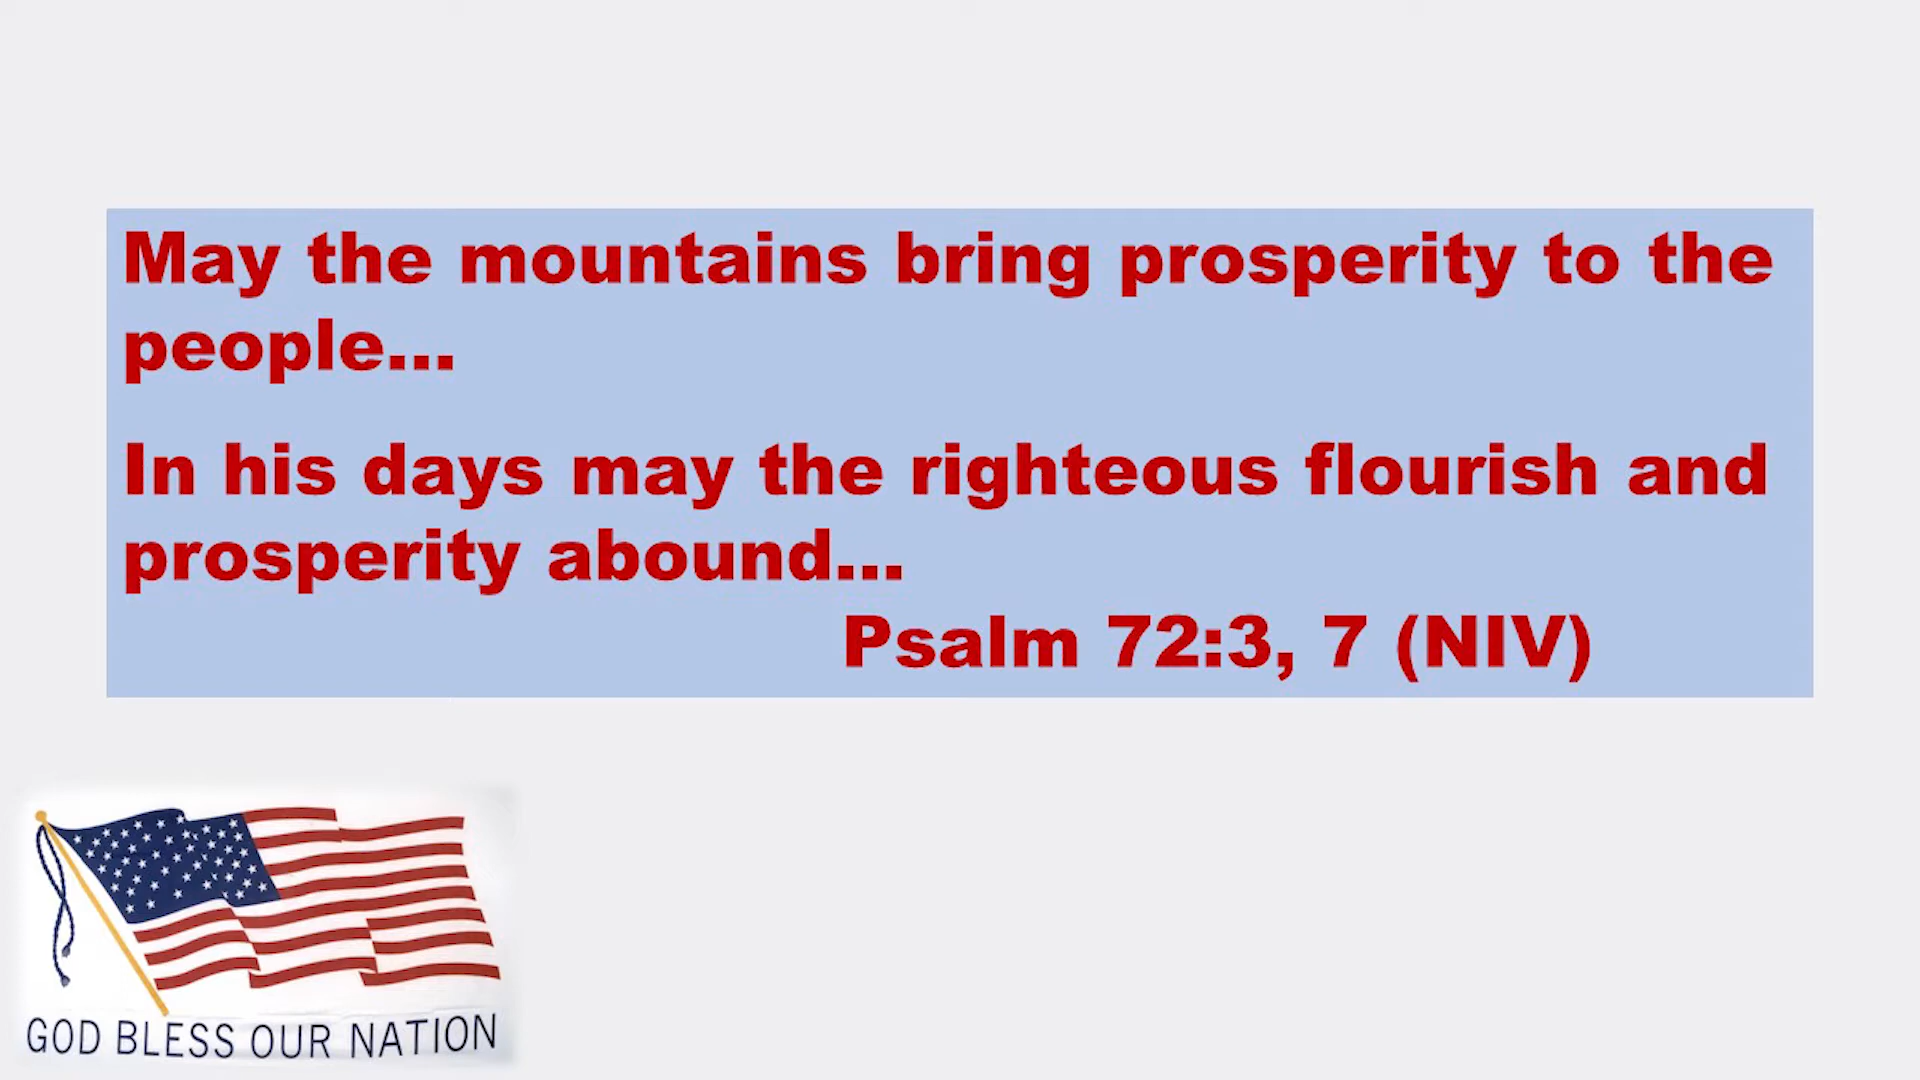 May the mountains bring prosperity to the
people...
In his days may the righteous flourish and
prosperity abound...
Psalm 72:3, 7 (NIV)
GOD BLESS OUR NATION